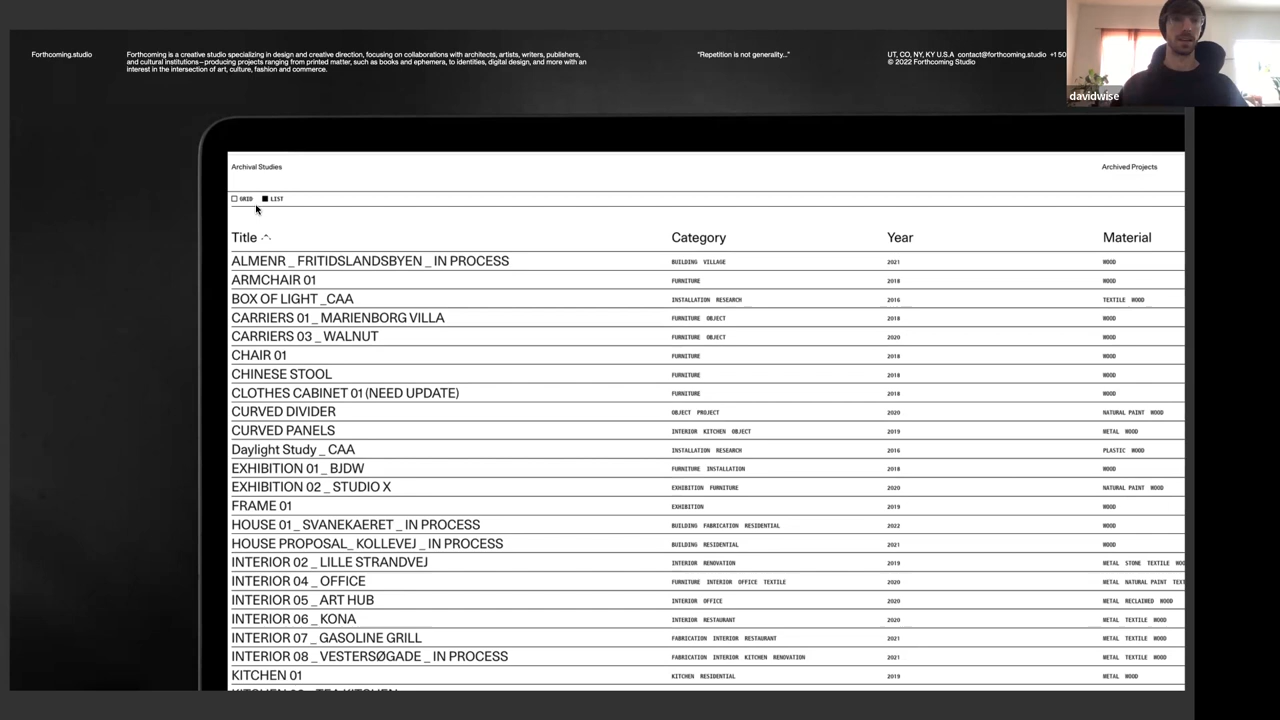 Forthcoming.studio
Forthcoming is a creative studio specializing in design and creative direction, focusing on collaborations with architects, artists, writers, publishers,
and cultural institutions—producing projects ranging from printed matter, such as books and ephemera, to identities, digital design, and more with an
interest in the intersection of art, culture, fashion and commerce.
"Repetition is not generality..."
UT, CO, NY, KY U.S.A contact@forthcoming.studio +1 50
© 2022 Forthcoming Studio
davidwise
Archival Studies Archived Projects
GRID LIST
Title Category Year Material
ALMENR _ FRITIDSLANDSBYEN _ IN PROCESS BUILDING VILLAGE 2021 WOOD
ARMCHAIR 01 FURNITURE 2018 WOOD
BOX OF LIGHT _CAA INSTALLATION RESEARCH 2016 TEXTILE WOOD
CARRIERS 01 _ MARIENBORG VILLA FURNITURE OBJECT 2018 WOOD
CARRIERS 03 _ WALNUT FURNITURE OBJECT 2020 WOOD
CHAIR 01 FURNITURE 2018 WOOD
CHINESE STOOL FURNITURE 2018 WOOD
CLOTHES CABINET 01 (NEED UPDATE) FURNITURE 2018 WOOD
CURVED DIVIDER OBJECT PROJECT 2020 NATURAL PAINT WOOD
CURVED PANELS INTERIOR KITCHEN OBJECT 2019 METAL WOOD
Daylight Study _ CAA INSTALLATION RESEARCH 2016 PLASTIC WOOD
EXHIBITION 01 _ BJDW FURNITURE INSTALLATION 2018 WOOD
EXHIBITION 02 _ STUDIO X EXHIBITION FURNITURE 2020 NATURAL PAINT WOOD
FRAME 01 EXHIBITION 2019 WOOD
HOUSE 01 _ SVANEKAERET _ IN PROCESS BUILDING FABRICATION RESIDENTIAL 2022 WOOD
HOUSE PROPOSAL_ KOLLEVEJ _ IN PROCESS BUILDING RESIDENTIAL 2021 WOOD
INTERIOR 02 _ LILLE STRANDVEJ INTERIOR RENOVATION 2019 METAL STONE TEXTILE WOO
INTERIOR 04 _ OFFICE FURNITURE INTERIOR OFFICE TEXTILE 2020 METAL NATURAL PAINT TEXT
INTERIOR 05 _ ART HUB INTERIOR OFFICE 2020 METAL RECLAIMED WOOD
INTERIOR 06 _ KONA INTERIOR RESTAURANT 2020 METAL TEXTILE WOOD
INTERIOR 07 _ GASOLINE GRILL FABRICATION INTERIOR RESTAURANT 2021 METAL TEXTILE WOOD
INTERIOR 08 _ VESTERSØGADE _ IN PROCESS FABRICATION INTERIOR KITCHEN RENOVATION 2021 METAL TEXTILE WOOD
KITCHEN 01 KITCHEN RESIDENTIAL 2019 METAL WOOD